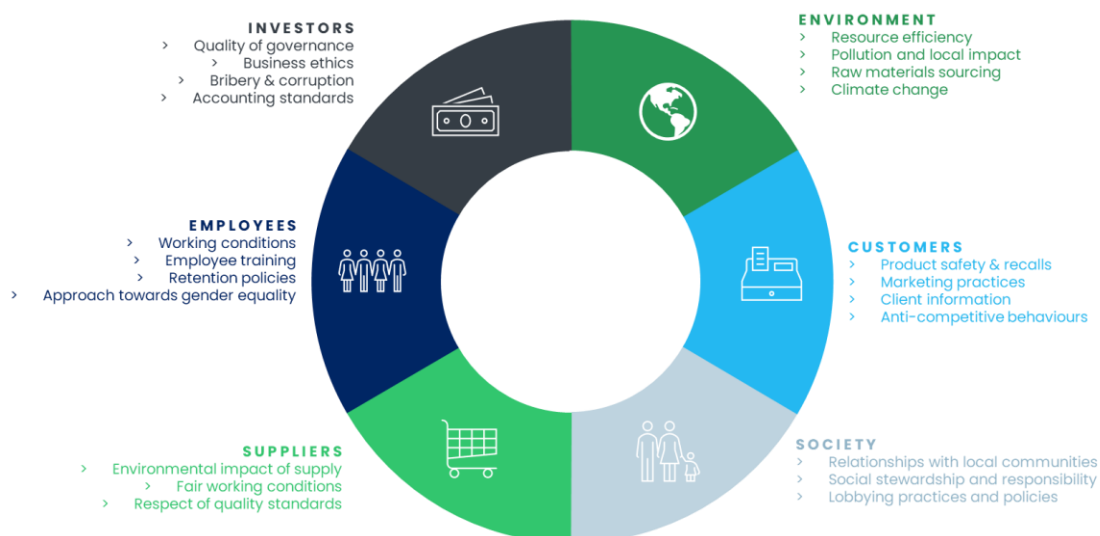 INVESTORS
> Quality of governance
> Business ethics
> Bribery & corruption
> Accounting standards
ENVIRONMENT
> Resource efficiency
> Pollution and local impact
> Raw materials sourcing
> Climate change
EMPLOYEES
> Working conditions
> Employee training
> Retention policies
> Approach towards gender equality
CUSTOMERS
> Product safety & recalls
> Marketing practices
> Client information
> Anti-competitive behaviours
SUPPLIERS
> Environmental impact of supply
> Fair working conditions
> Respect of quality standards
SOCIETY
> Relationships with local communities
> Social stewardship and responsibility
> Lobbying practices and policies